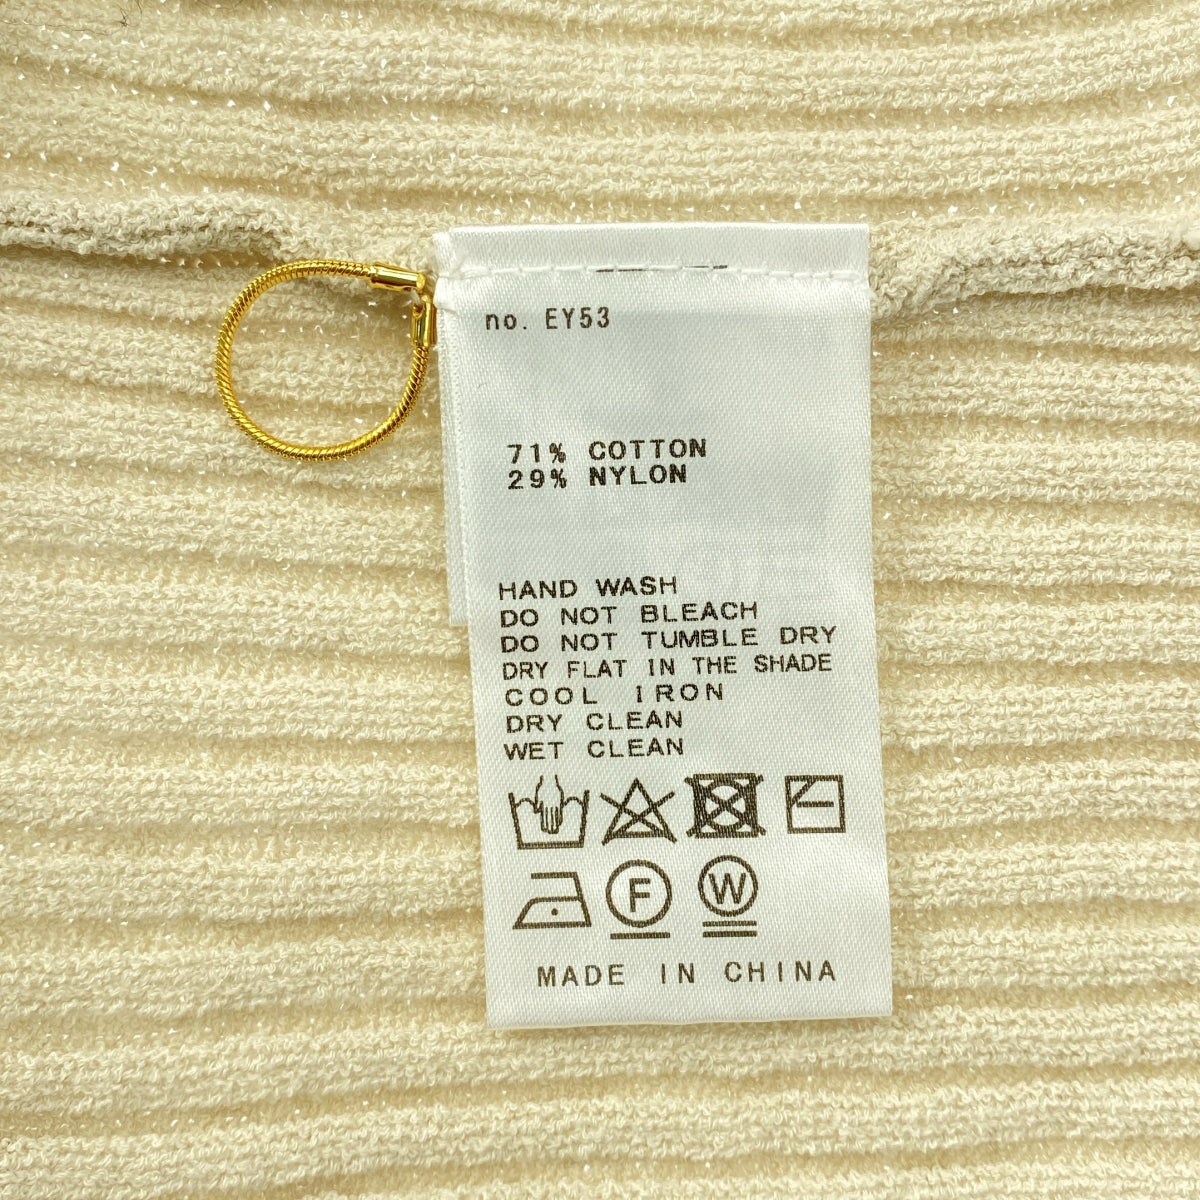 no. EY53
71% COTTON
29% NYLON
HAND WASH
DO NOT BLEACH
DO NOT TUMBLE DRY
DRY FLAT IN THE SHADE
COOL IRON
DRY CLEAN
WET CLEAN
F W
MADE IN CHINA